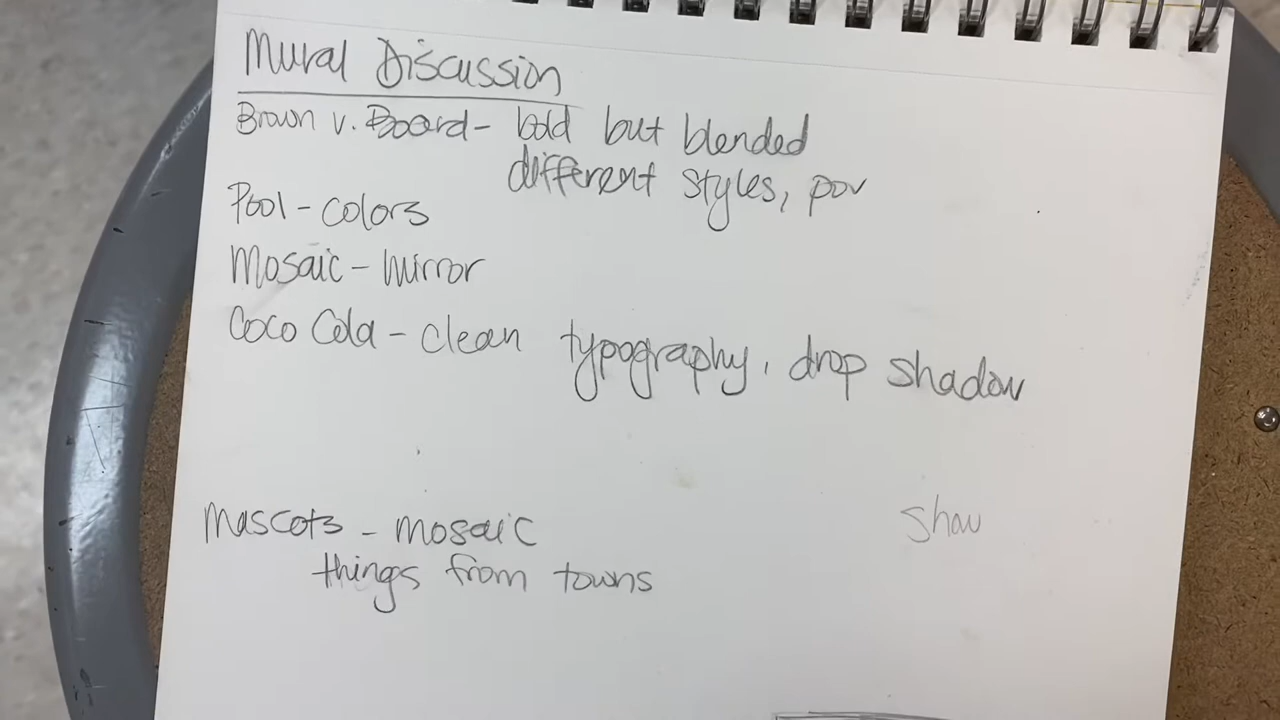 Mural Discussion
Brown v. Board- bold but blended
different styles, pov
Pool - colors
Mosaic - mirror
Coco Cola - clean typography, drop shadow
Mascots - mosaic
show
things from towns